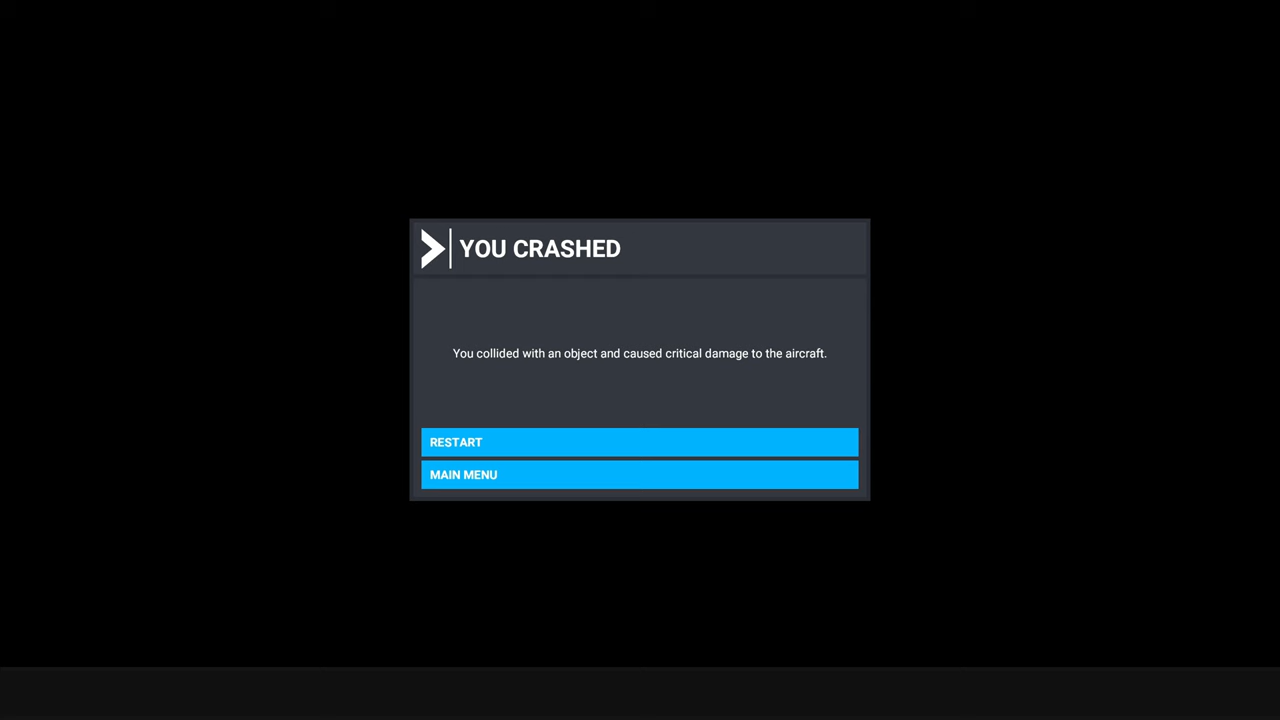 YOU CRASHED
You collided with an object and caused critical damage to the aircraft.
RESTART
MAIN MENU